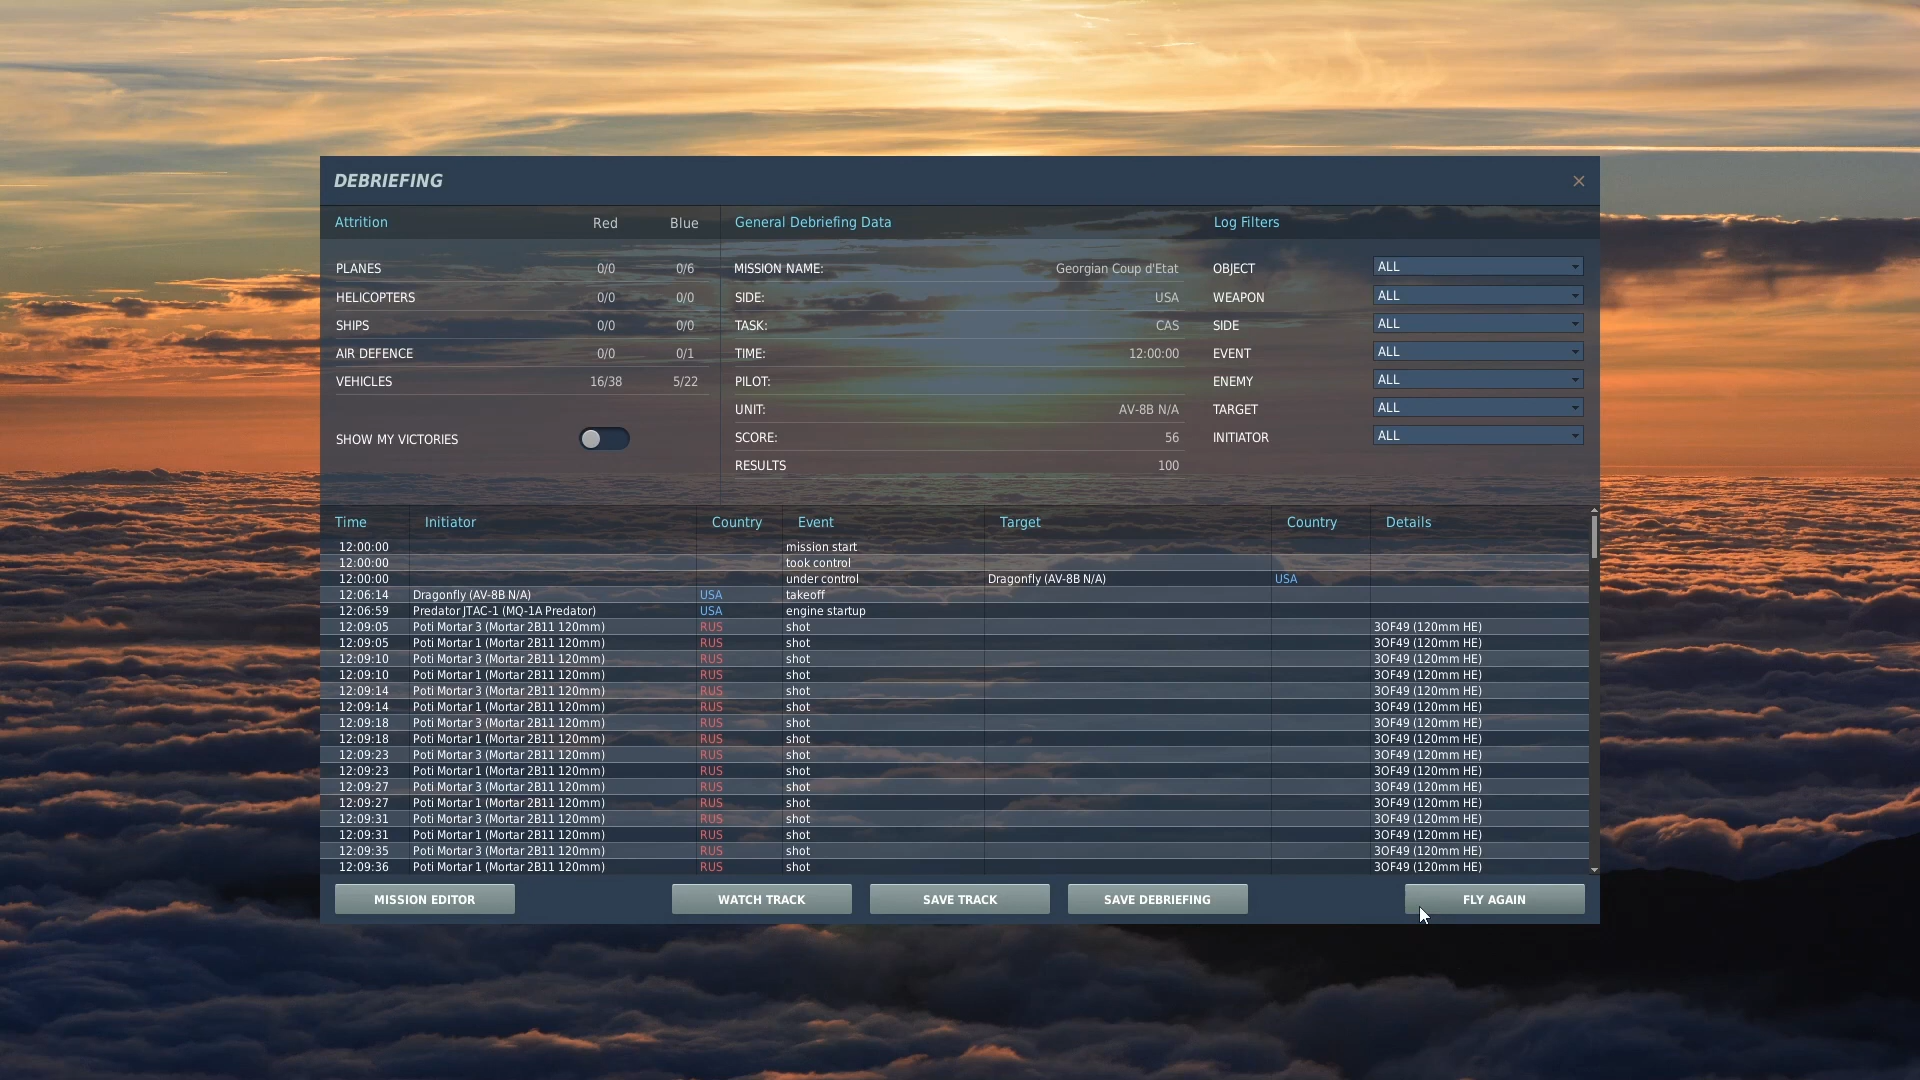 DEBRIEFING
Attrition Red Blue
PLANES 0/0 0/6
HELICOPTERS 0/0 0/0
SHIPS 0/0 0/0
AIR DEFENCE 0/0 0/1
VEHICLES 16/38 5/22
SHOW MY VICTORIES
General Debriefing Data
MISSION NAME: Georgian Coup d'Etat
SIDE: USA
TASK: CAS
TIME: 12:00:00
PILOT:
UNIT: AV-8B N/A
SCORE: 56
RESULTS 100
Log Filters
OBJECT ALL
WEAPON ALL
SIDE ALL
EVENT ALL
ENEMY ALL
TARGET ALL
INITIATOR ALL
Time Initiator Country Event Target Country Details
12:00:00 mission start
12:00:00 took control
12:00:00 under control Dragonfly (AV-8B N/A) USA
12:06:14 Dragonfly (AV-8B N/A) USA takeoff
12:06:59 Predator JTAC-1 (MQ-1A Predator) USA engine startup
12:09:05 Poti Mortar 3 (Mortar 2B11 120mm) RUS shot 3OF49 (120mm HE)
12:09:05 Poti Mortar 1 (Mortar 2B11 120mm) RUS shot 3OF49 (120mm HE)
12:09:10 Poti Mortar 3 (Mortar 2B11 120mm) RUS shot 3OF49 (120mm HE)
12:09:10 Poti Mortar 1 (Mortar 2B11 120mm) RUS shot 3OF49 (120mm HE)
12:09:14 Poti Mortar 3 (Mortar 2B11 120mm) RUS shot 3OF49 (120mm HE)
12:09:14 Poti Mortar 1 (Mortar 2B11 120mm) RUS shot 3OF49 (120mm HE)
12:09:18 Poti Mortar 3 (Mortar 2B11 120mm) RUS shot 3OF49 (120mm HE)
12:09:18 Poti Mortar 1 (Mortar 2B11 120mm) RUS shot 3OF49 (120mm HE)
12:09:23 Poti Mortar 3 (Mortar 2B11 120mm) RUS shot 3OF49 (120mm HE)
12:09:23 Poti Mortar 1 (Mortar 2B11 120mm) RUS shot 3OF49 (120mm HE)
12:09:27 Poti Mortar 3 (Mortar 2B11 120mm) RUS shot 3OF49 (120mm HE)
12:09:27 Poti Mortar 1 (Mortar 2B11 120mm) RUS shot 3OF49 (120mm HE)
12:09:31 Poti Mortar 3 (Mortar 2B11 120mm) RUS shot 3OF49 (120mm HE)
12:09:31 Poti Mortar 1 (Mortar 2B11 120mm) RUS shot 3OF49 (120mm HE)
12:09:35 Poti Mortar 3 (Mortar 2B11 120mm) RUS shot 3OF49 (120mm HE)
12:09:36 Poti Mortar 1 (Mortar 2B11 120mm) RUS shot 3OF49 (120mm HE)
MISSION EDITOR WATCH TRACK SAVE TRACK SAVE DEBRIEFING FLY AGAIN